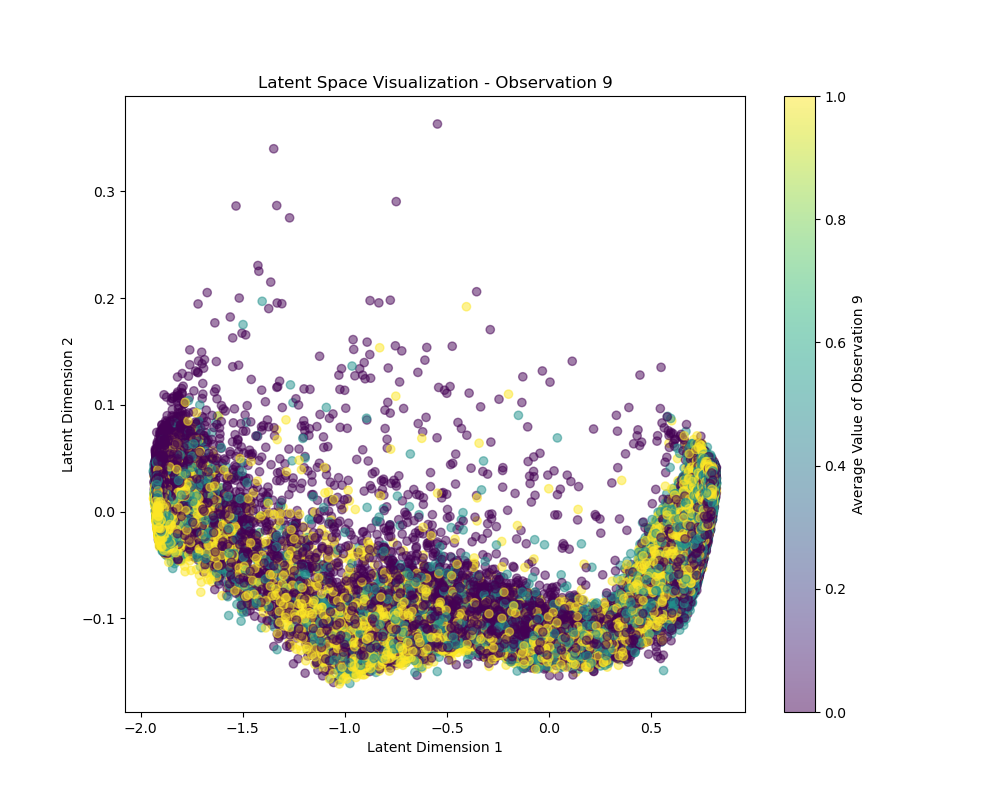 Latent Space Visualization - Observation 9
Latent Dimension 2
0.3
0.2
0.1
0.0
−0.1
−2.0 −1.5 −1.0 −0.5 0.0 0.5
Latent Dimension 1
1.0
0.8
0.6
0.4
0.2
0.0
Average Value of Observation 9